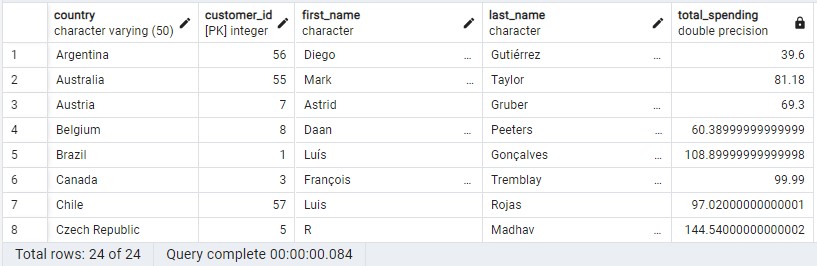 country customer_id first_name last_name total_spending
character varying (50) [PK] integer character character double precision
1 Argentina 56 Diego ... Gutiérrez ... 39.6
2 Australia 55 Mark ... Taylor ... 81.18
3 Austria 7 Astrid ... Gruber ... 69.3
4 Belgium 8 Daan ... Peeters ... 60.38999999999999
5 Brazil 1 Luís ... Gonçalves ... 108.89999999999998
6 Canada 3 François ... Tremblay ... 99.99
7 Chile 57 Luis ... Rojas ... 97.02000000000001
8 Czech Republic 5 R ... Madhav ... 144.54000000000002
Total rows: 24 of 24 Query complete 00:00:00.084